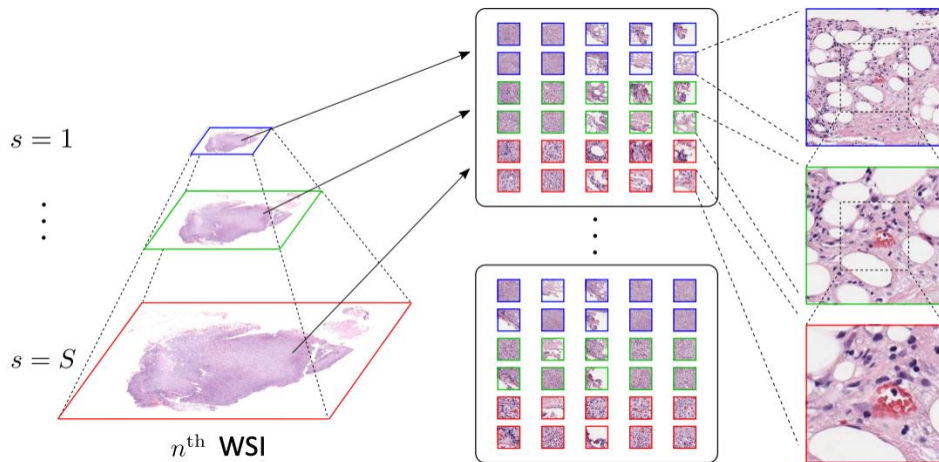 s = 1
s = S
nᵗʰ WSI